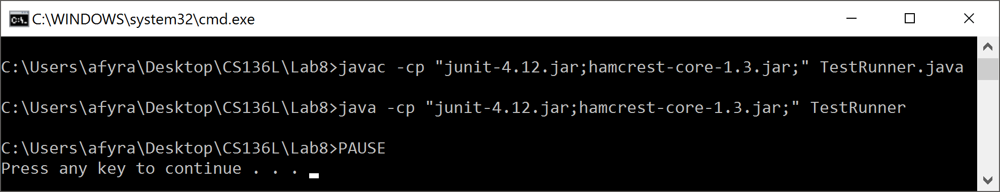 C:\WINDOWS\system32\cmd.exe
C:\Users\afyra\Desktop\CS136L\Lab8>javac -cp "junit-4.12.jar;hamcrest-core-1.3.jar;" TestRunner.java
C:\Users\afyra\Desktop\CS136L\Lab8>java -cp "junit-4.12.jar;hamcrest-core-1.3.jar;" TestRunner
C:\Users\afyra\Desktop\CS136L\Lab8>PAUSE
Press any key to continue . . .